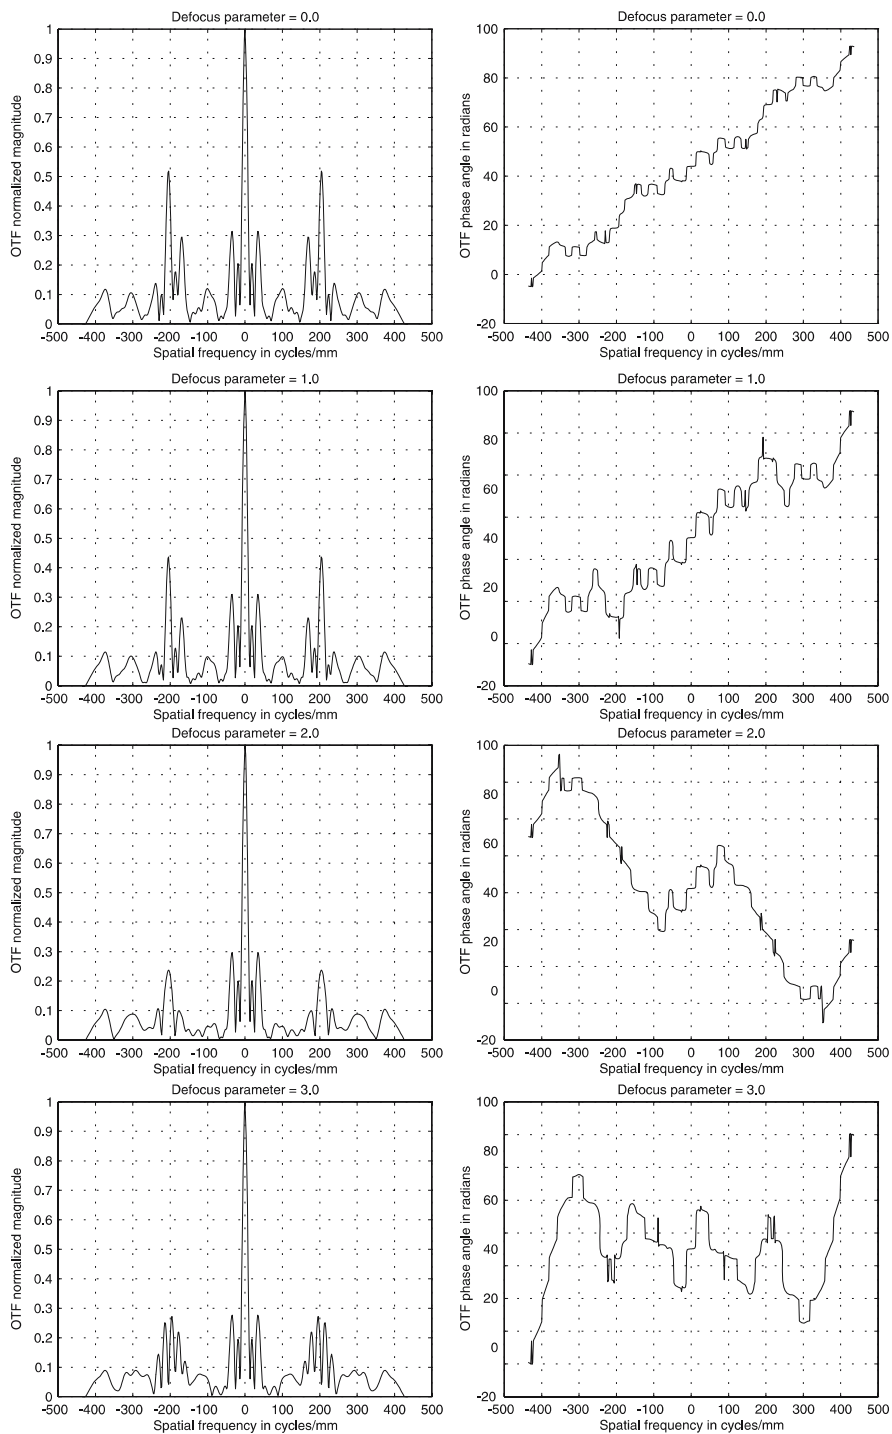 Defocus parameter = 0.0
OTF normalized magnitude
1
0.9
0.8
0.7
0.6
0.5
0.4
0.3
0.2
0.1
0
-500 -400 -300 -200 -100 0 100 200 300 400 500
Spatial frequency in cycles/mm
Defocus parameter = 0.0
OTF phase angle in radians
100
80
60
40
20
0
-20
-500 -400 -300 -200 -100 0 100 200 300 400 500
Spatial frequency in cycles/mm
Defocus parameter = 1.0
OTF normalized magnitude
1
0.9
0.8
0.7
0.6
0.5
0.4
0.3
0.2
0.1
0
-500 -400 -300 -200 -100 0 100 200 300 400 500
Spatial frequency in cycles/mm
Defocus parameter = 1.0
OTF phase angle in radians
100
80
60
40
20
0
-20
-500 -400 -300 -200 -100 0 100 200 300 400 500
Spatial frequency in cycles/mm
Defocus parameter = 2.0
OTF normalized magnitude
1
0.9
0.8
0.7
0.6
0.5
0.4
0.3
0.2
0.1
0
-500 -400 -300 -200 -100 0 100 200 300 400 500
Spatial frequency in cycles/mm
Defocus parameter = 2.0
OTF phase angle in radians
100
80
60
40
20
0
-20
-500 -400 -300 -200 -100 0 100 200 300 400 500
Spatial frequency in cycles/mm
Defocus parameter = 3.0
OTF normalized magnitude
1
0.9
0.8
0.7
0.6
0.5
0.4
0.3
0.2
0.1
0
-500 -400 -300 -200 -100 0 100 200 300 400 500
Spatial frequency in cycles/mm
Defocus parameter = 3.0
OTF phase angle in radians
100
80
60
40
20
0
-20
-500 -400 -300 -200 -100 0 100 200 300 400 500
Spatial frequency in cycles/mm